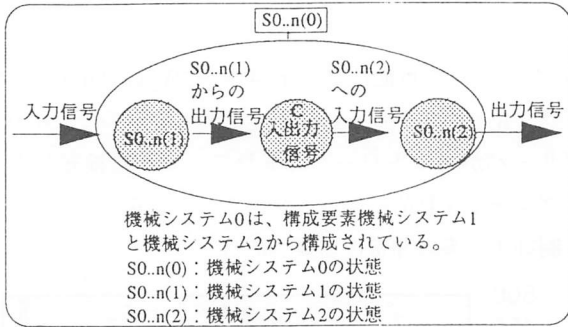 S0..n(0)
S0..n(1)
からの
出力信号
S0..n(2)
への
入力信号
入力信号
出力信号
S0..n(1)
C
入出力
信号
S0..n(2)
機械システム0は、構成要素機械システム1
と機械システム2から構成されている。
S0..n(0)：機械システム0の状態
S0..n(1)：機械システム1の状態
S0..n(2)：機械システム2の状態